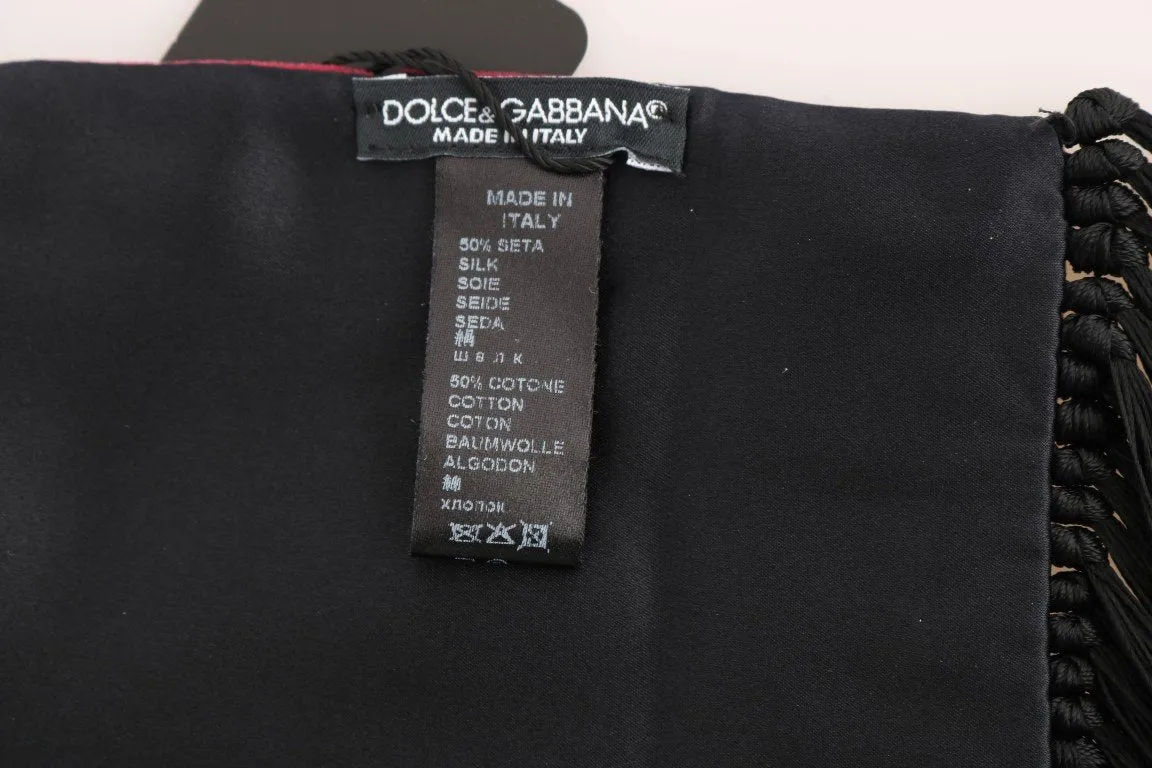 DOLCE&GABBANA®
MADE IN ITALY
MADE IN
ITALY
50% SETA
SILK
SOIE
SEIDE
SEDA
шелк
50% COTONE
COTTON
COTON
BAUMWOLLE
ALGODON
綿
хлопок